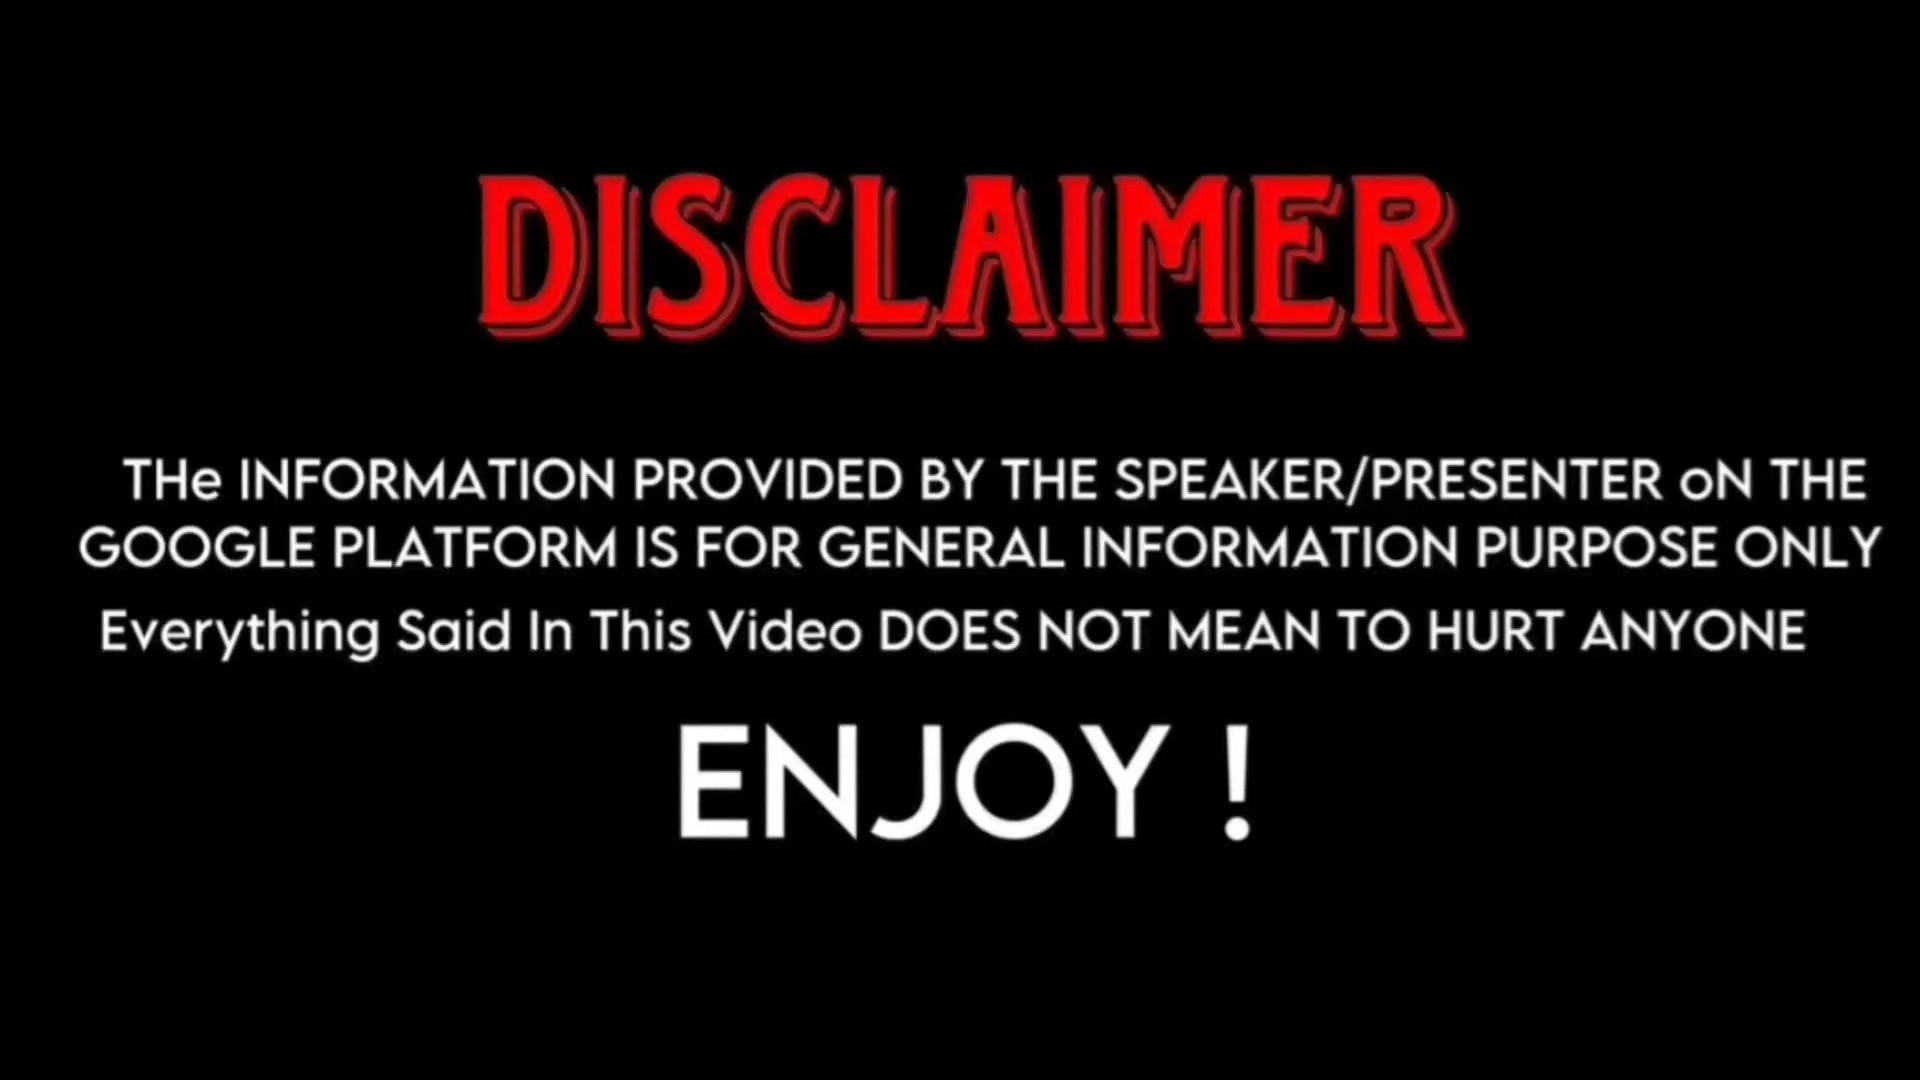 DISCLAIMER
THe INFORMATION PROVIDED BY THE SPEAKER/PRESENTER oN THE
GOOGLE PLATFORM IS FOR GENERAL INFORMATION PURPOSE ONLY
Everything Said In This Video DOES NOT MEAN TO HURT ANYONE
ENJOY !